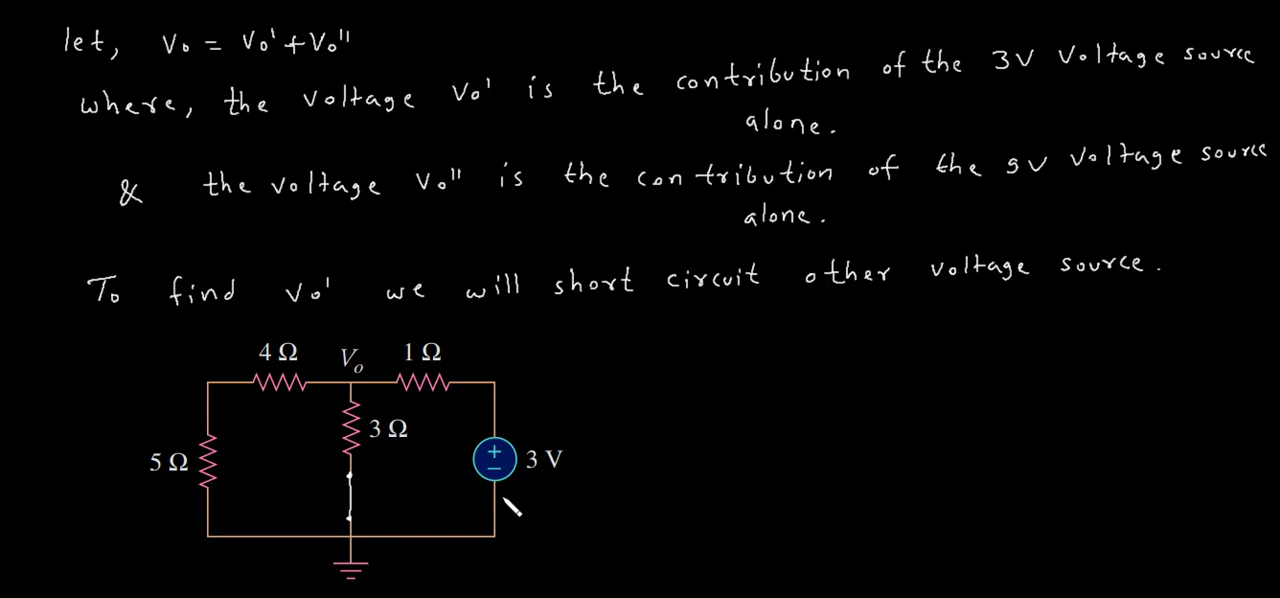 let, Vo = Vo' + Vo''
where, the voltage Vo' is the contribution of the 3V Voltage source
alone.
& the voltage Vo'' is the contribution of the 9V Voltage source
alone.
To find Vo' we will short circuit other voltage source.
4 Ω Vo 1 Ω
3 Ω
5 Ω + − 3 V